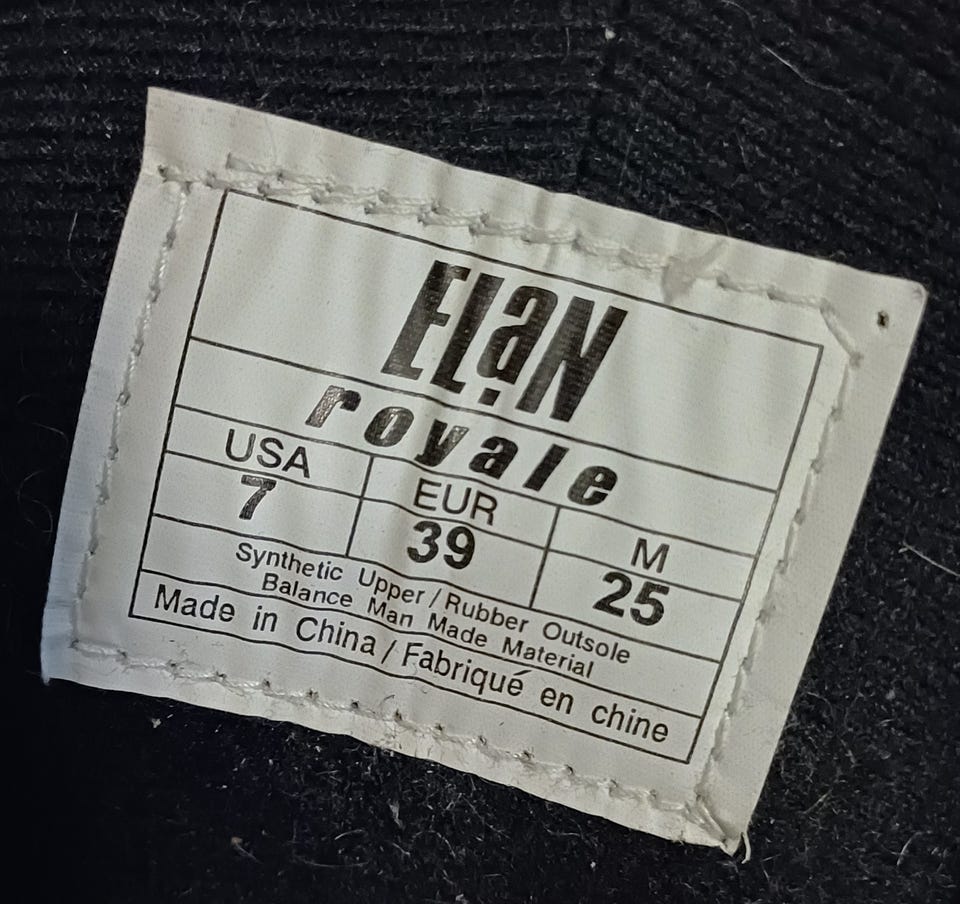 ELaN
royale
USA EUR M
7 39 25
Synthetic Upper / Rubber Outsole
Balance Man Made Material
Made in China / Fabriqué en chine